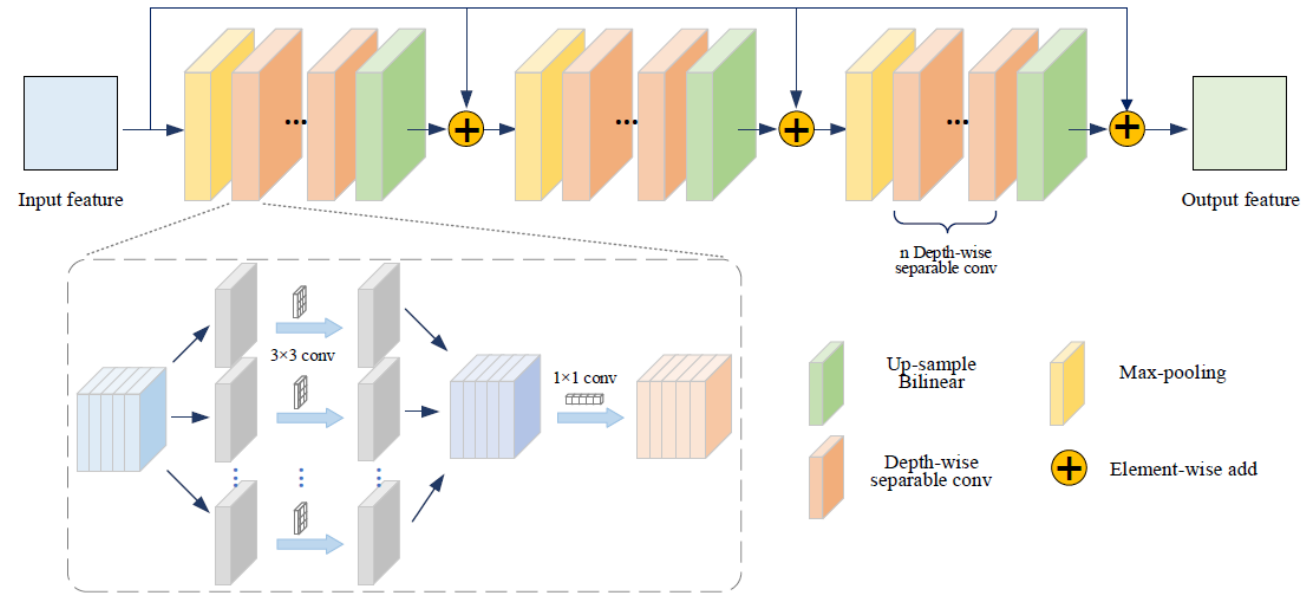 Input feature
Output feature
n Depth-wise
separable conv
3×3 conv
1×1 conv
Up-sample
Bilinear
Max-pooling
Depth-wise
separable conv
Element-wise add